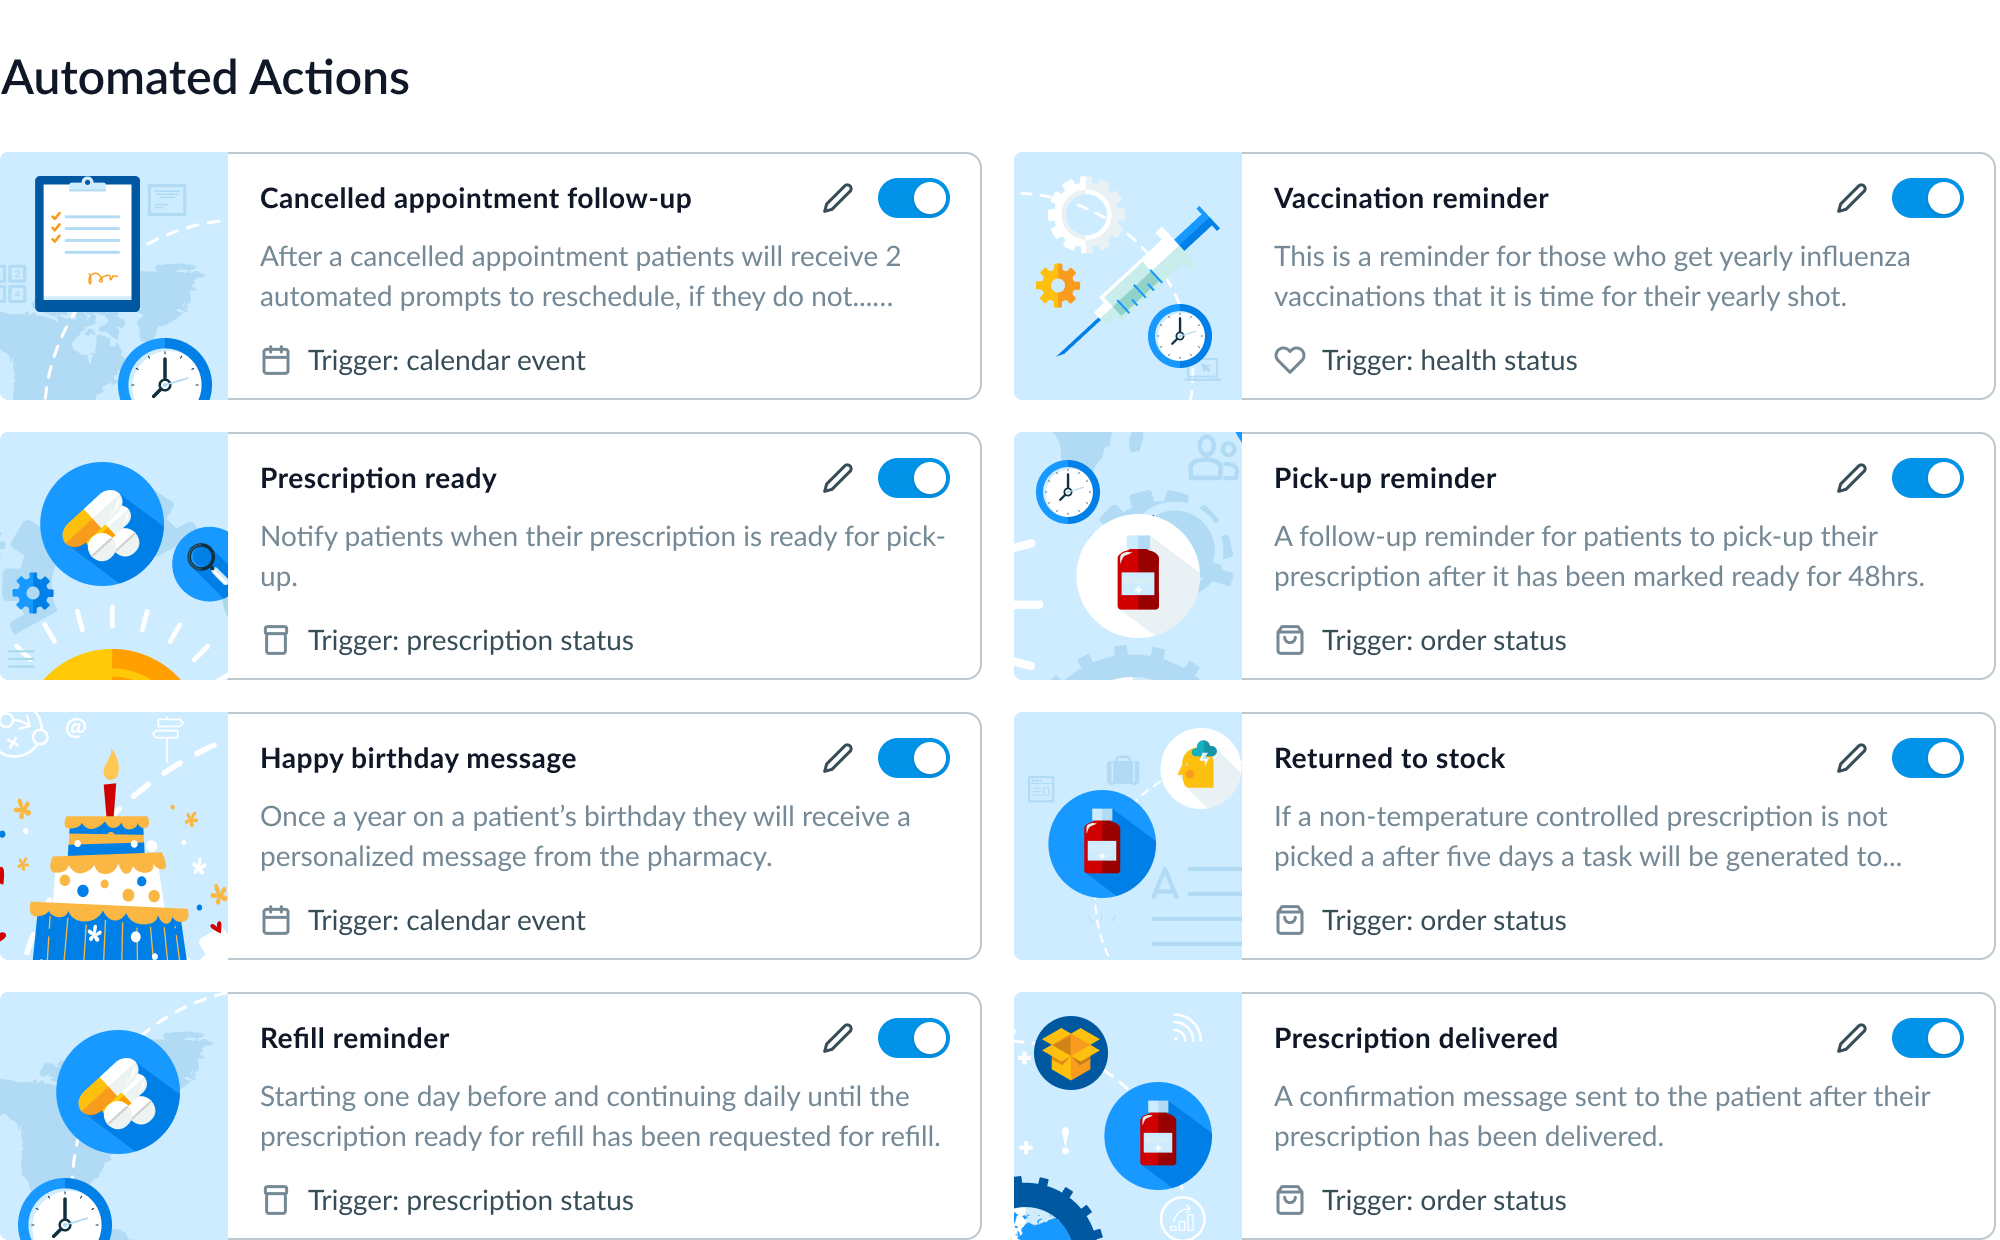 Automated Actions
Cancelled appointment follow-up
After a cancelled appointment patients will receive 2
automated prompts to reschedule, if they do not......
Trigger: calendar event
Vaccination reminder
This is a reminder for those who get yearly influenza
vaccinations that it is time for their yearly shot.
Trigger: health status
Prescription ready
Notify patients when their prescription is ready for pick-
up.
Trigger: prescription status
Pick-up reminder
A follow-up reminder for patients to pick-up their
prescription after it has been marked ready for 48hrs.
Trigger: order status
@
Happy birthday message
Once a year on a patient’s birthday they will receive a
personalized message from the pharmacy.
Trigger: calendar event
A
Returned to stock
If a non-temperature controlled prescription is not
picked a after five days a task will be generated to...
Trigger: order status
Refill reminder
Starting one day before and continuing daily until the
prescription ready for refill has been requested for refill.
Trigger: prescription status
!
Prescription delivered
A confirmation message sent to the patient after their
prescription has been delivered.
Trigger: order status